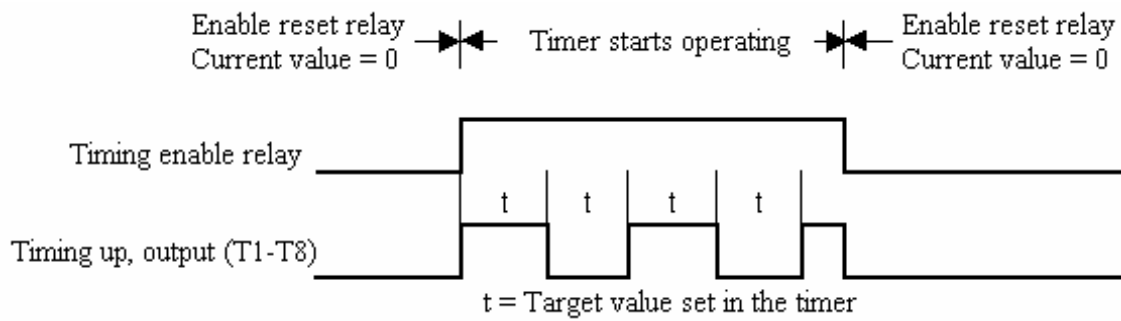 Enable reset relay
Current value = 0
Timer starts operating
Enable reset relay
Current value = 0
Timing enable relay
t
t
t
t
Timing up, output (T1-T8)
t = Target value set in the timer